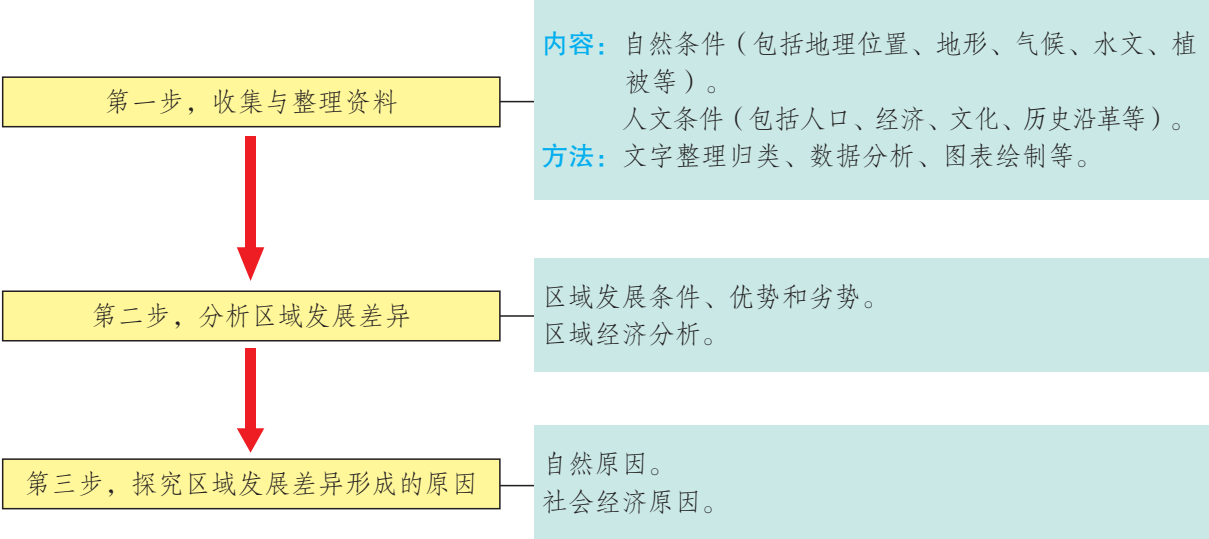 第一步，收集与整理资料
内容：自然条件（包括地理位置、地形、气候、水文、植
被等）。
人文条件（包括人口、经济、文化、历史沿革等）。
方法：文字整理归类、数据分析、图表绘制等。
第二步，分析区域发展差异
区域发展条件、优势和劣势。
区域经济分析。
第三步，探究区域发展差异形成的原因
自然原因。
社会经济原因。